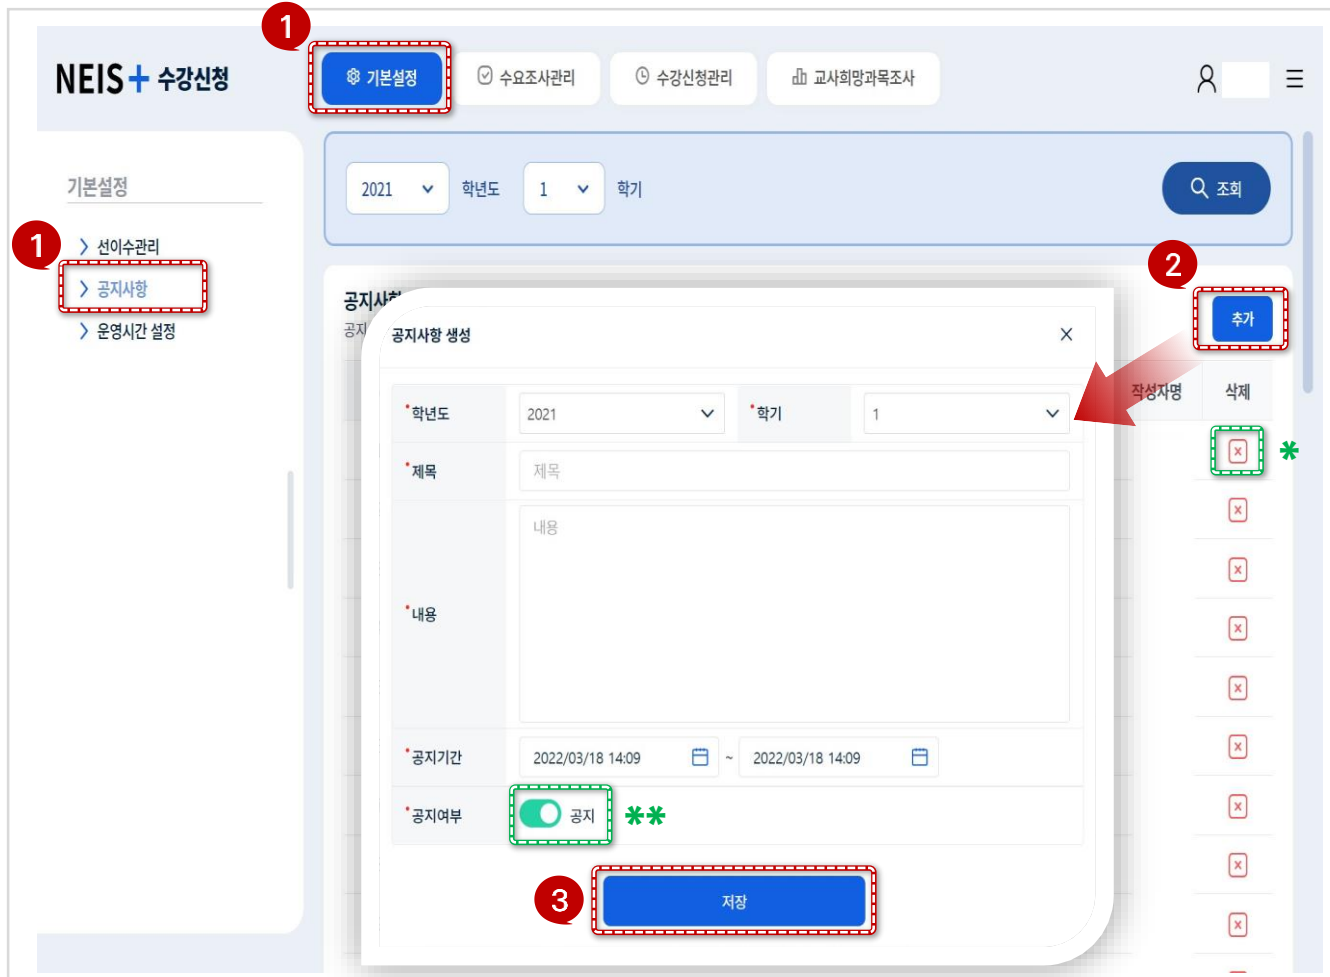 1
NEIS+ 수강신청
기본설정
수요조사관리
수강신청관리
교사희망과목조사
기본설정
1
선이수관리
공지사항
운영시간 설정
2021
학년도
1
학기
조회
2
공지사
공지
추가
작성자명
삭제
*
공지사항 생성
*학년도
2021
*학기
1
*제목
제목
*내용
내용
*공지기간
2022/03/18 14:09 ~ 2022/03/18 14:09
*공지여부
공지
**
3
저장